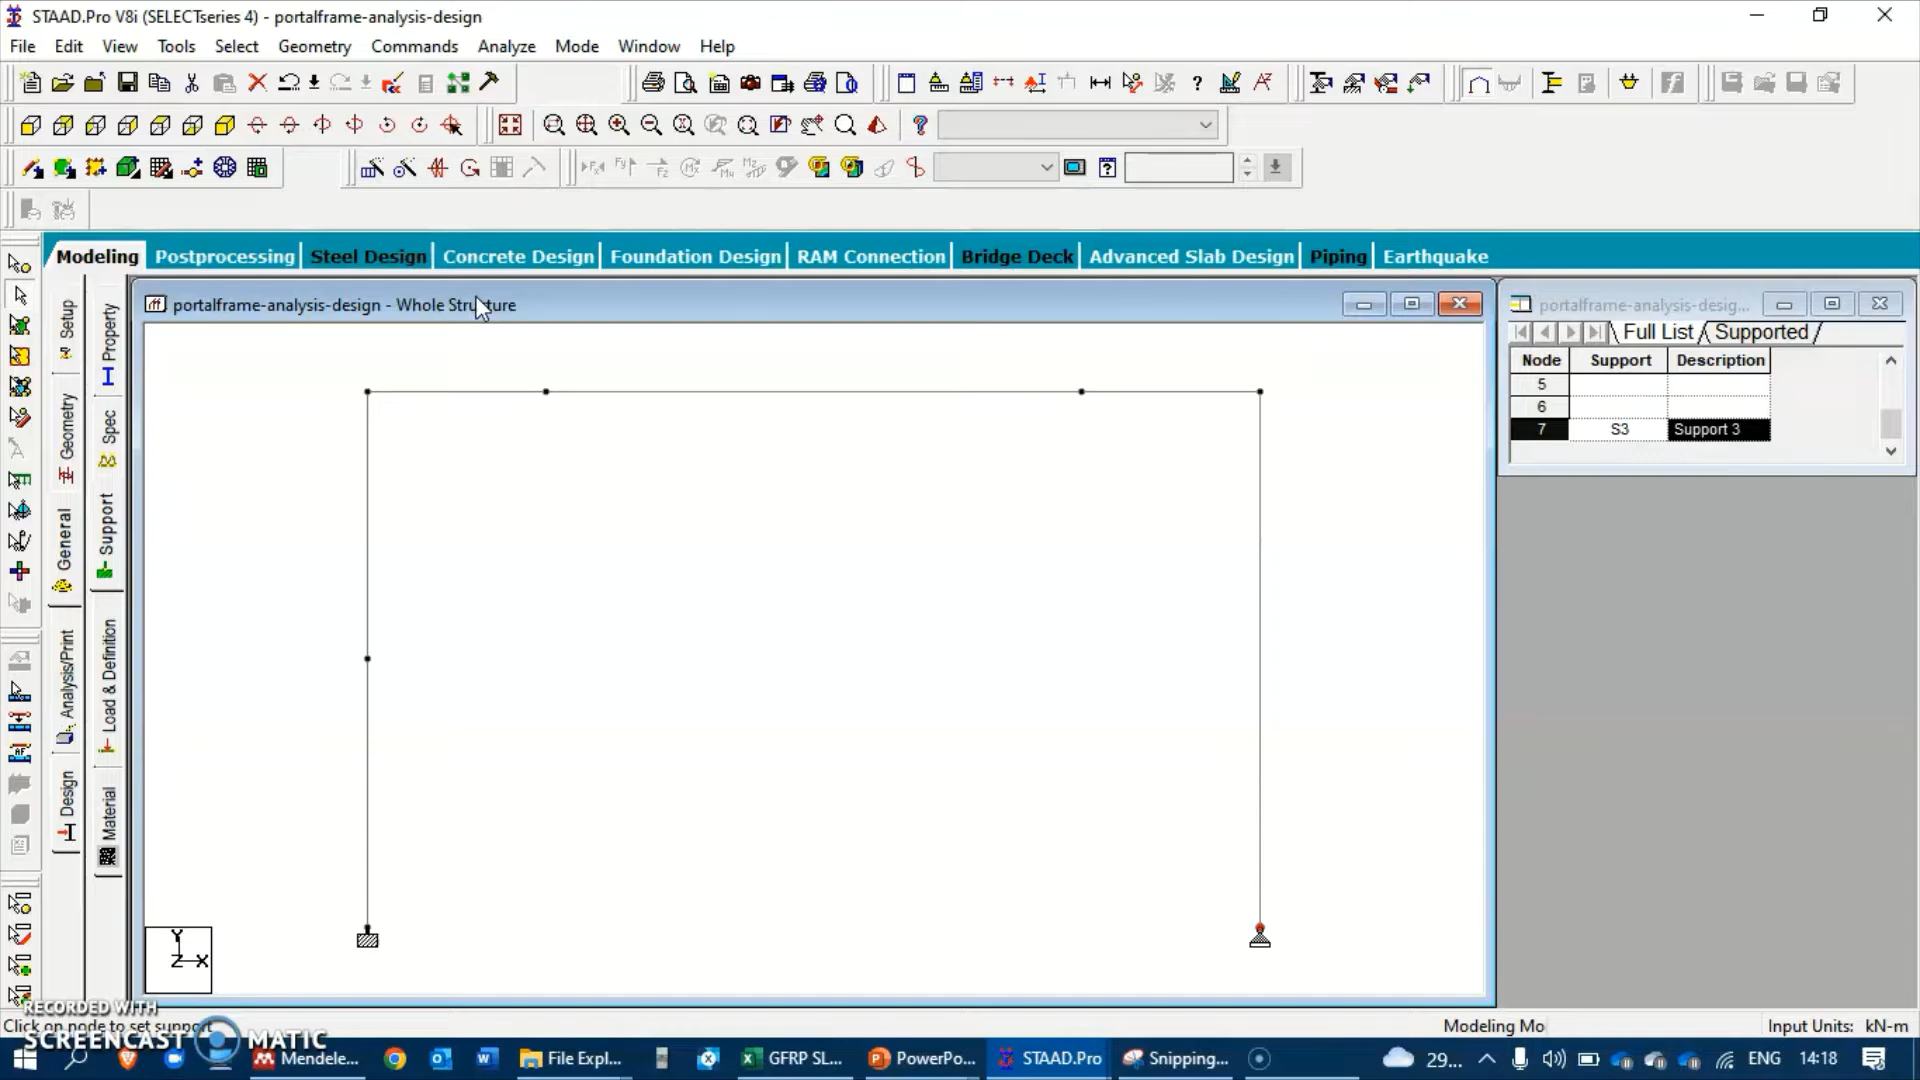 STAAD.Pro V8i (SELECTseries 4) - portalframe-analysis-design
File Edit View Tools Select Geometry Commands Analyze Mode Window Help
Modeling Postprocessing Steel Design Concrete Design Foundation Design RAM Connection Bridge Deck Advanced Slab Design Piping Earthquake
portalframe-analysis-design - Whole Structure
portalframe-analysis-desig...
Full List Supported
Node Support Description
5
6
7 S3 Support 3
Setup
Geometry
General
Analysis/Print
Design
Property
Spec
Support
Load & Definition
Material
Y
Z X
RECORDED WITH
SCREENCAST MATIC
Click on node to set support
Modeling Mo
Input Units: kN-m
Mendele... File Expl... GFRP SL... PowerPo... STAAD.Pro Snipping... 29... ENG 14:18